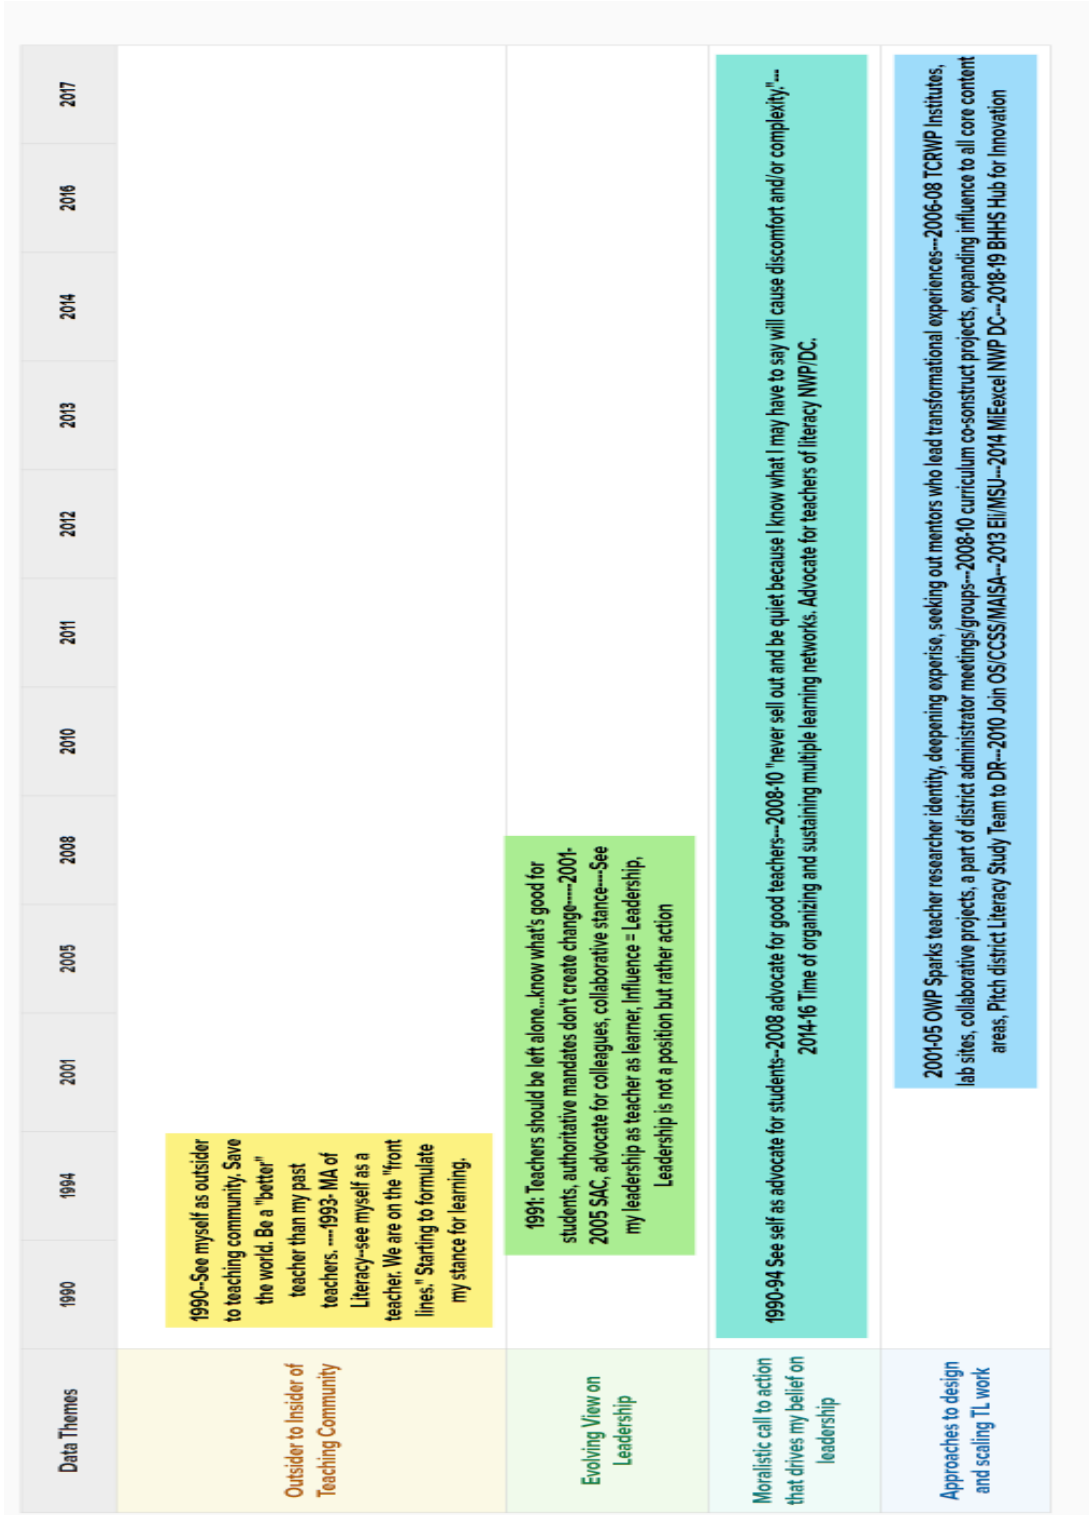 Data Themes
1990
1994
2001
2005
2008
2010
2011
2012
2013
2014
2016
2017
Outsider to Insider of
Teaching Community
1990--See myself as outsider
to teaching community. Save
the world. Be a "better"
teacher than my past
teachers. ----1993- MA of
Literacy--see myself as a
teacher. We are on the "front
lines." Starting to formulate
my stance for learning.
Evolving View on
Leadership
1991: Teachers should be left alone...know what's good for
students, authoritative mandates don't create change-----2001-
2005 SAC, advocate for colleagues, collaborative stance----See
my leadership as teacher as learner, Influence = Leadership,
Leadership is not a position but rather action
Moralistic call to action
that drives my belief on
leadership
1990-94 See self as advocate for students--2008 advocate for good teachers---2008-10 "never sell out and be quiet because I know what I may have to say will cause discomfort and/or complexity."---
2014-16 Time of organizing and sustaining multiple learning networks. Advocate for teachers of literacy NWP/DC.
Approaches to design
and scaling TL work
2001-05 OWP Sparks teacher researcher identity, deepening experise, seeking out mentors who lead transformational experiences---2006-08 TCRWP Institutes,
lab sites, collaborative projects, a part of district administrator meetings/groups---2008-10 curriculum co-sonstruct projects, expanding influence to all core content
areas, Pitch district Literacy Study Team to DR---2010 Join OS/CCSS/MAISA---2013 Eli/MSU---2014 MiEexcel NWP DC---2018-19 BHHS Hub for Innovation